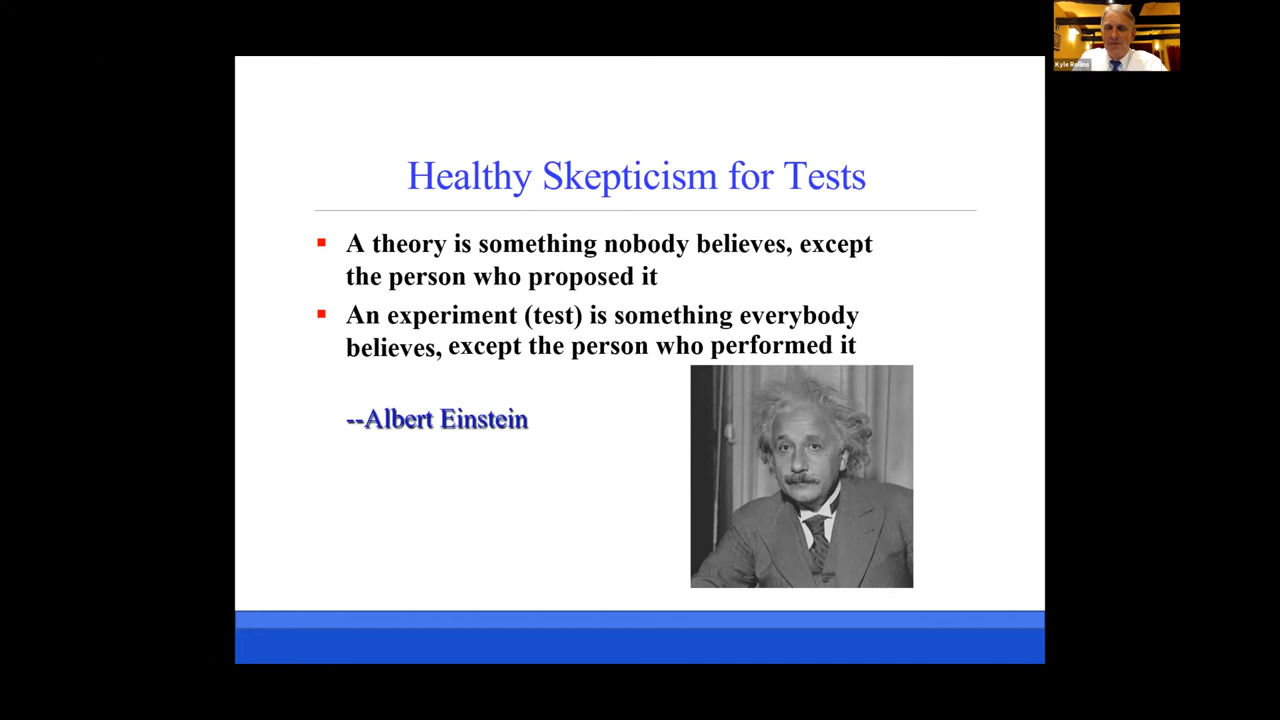 Kyle Rollins
Healthy Skepticism for Tests
A theory is something nobody believes, except
the person who proposed it
An experiment (test) is something everybody
believes, except the person who performed it
--Albert Einstein